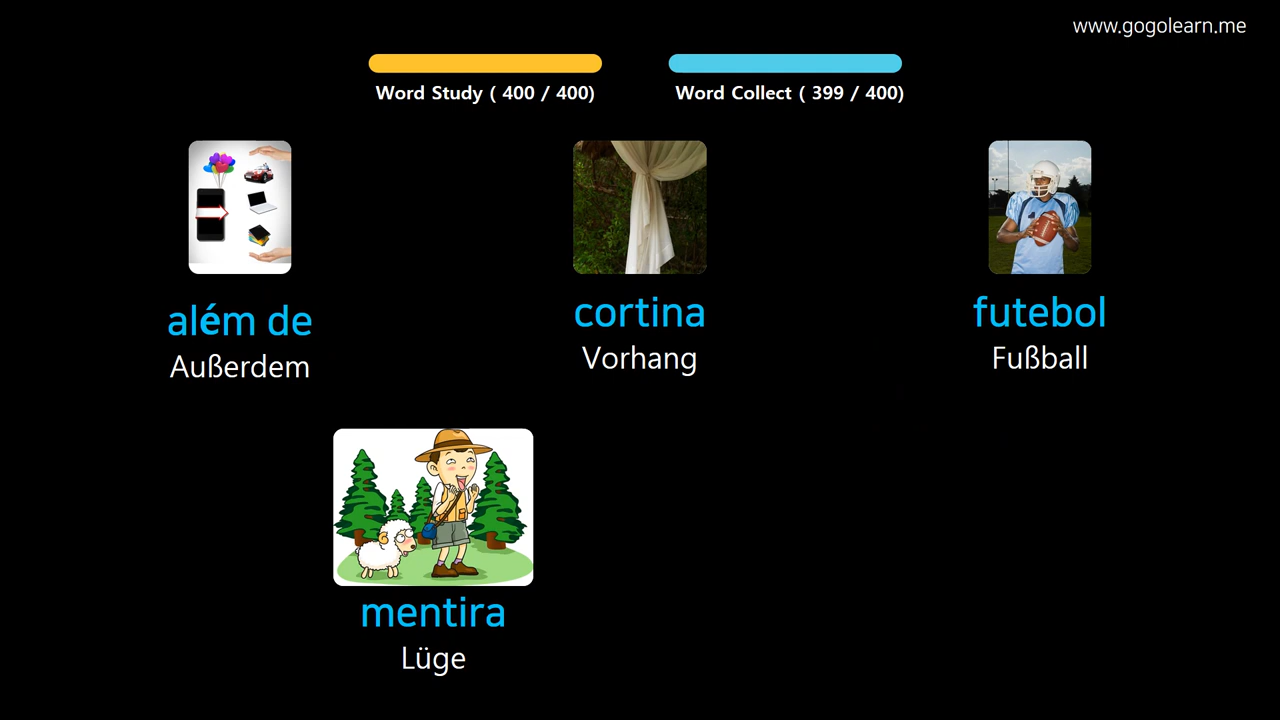 www.gogolearn.me
Word Study ( 400 / 400)
Word Collect ( 399 / 400)
além de
Außerdem
cortina
Vorhang
futebol
Fußball
mentira
Lüge